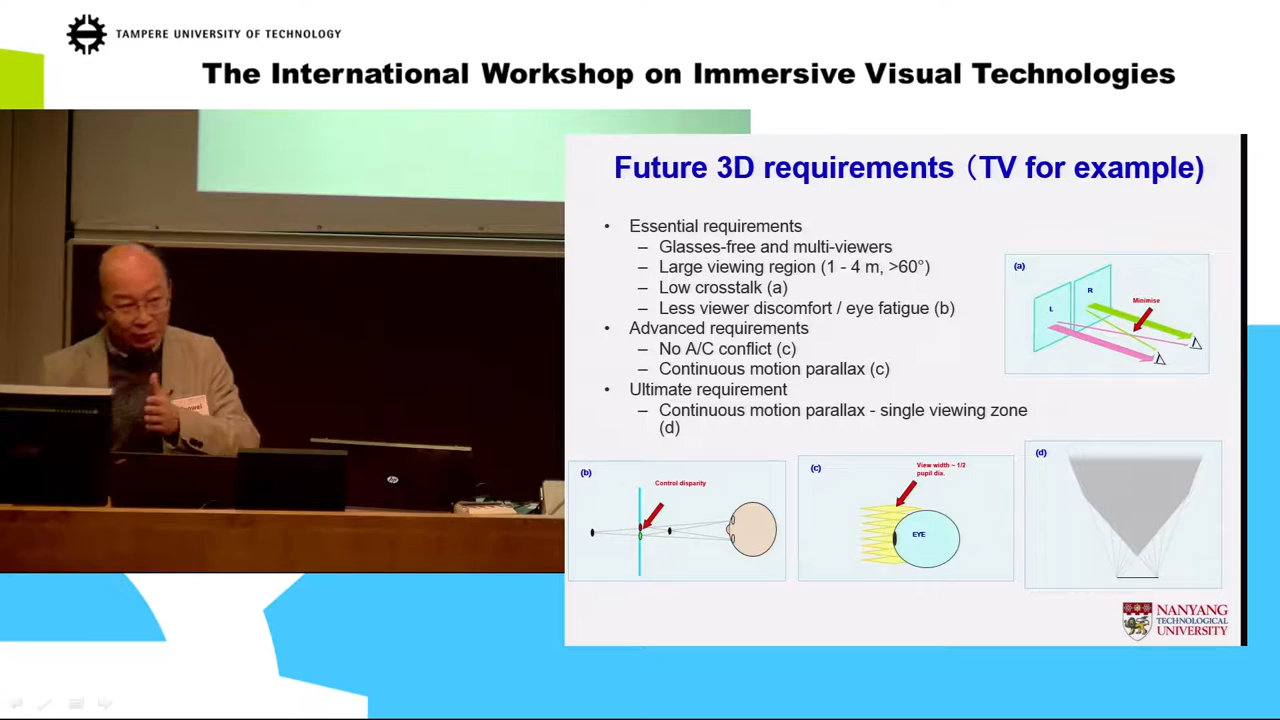 TAMPERE UNIVERSITY OF TECHNOLOGY
The International Workshop on Immersive Visual Technologies
Future 3D requirements （TV for example)
• Essential requirements
– Glasses-free and multi-viewers
– Large viewing region (1 - 4 m, >60°)
– Low crosstalk (a)
– Less viewer discomfort / eye fatigue (b)
• Advanced requirements
– No A/C conflict (c)
– Continuous motion parallax (c)
• Ultimate requirement
– Continuous motion parallax - single viewing zone
(d)
(a)
R
L
Minimise
(b)
Control disparity
(c)
View width ~ 1/2
pupil dia.
EYE
(d)
hp
NANYANG
TECHNOLOGICAL
UNIVERSITY